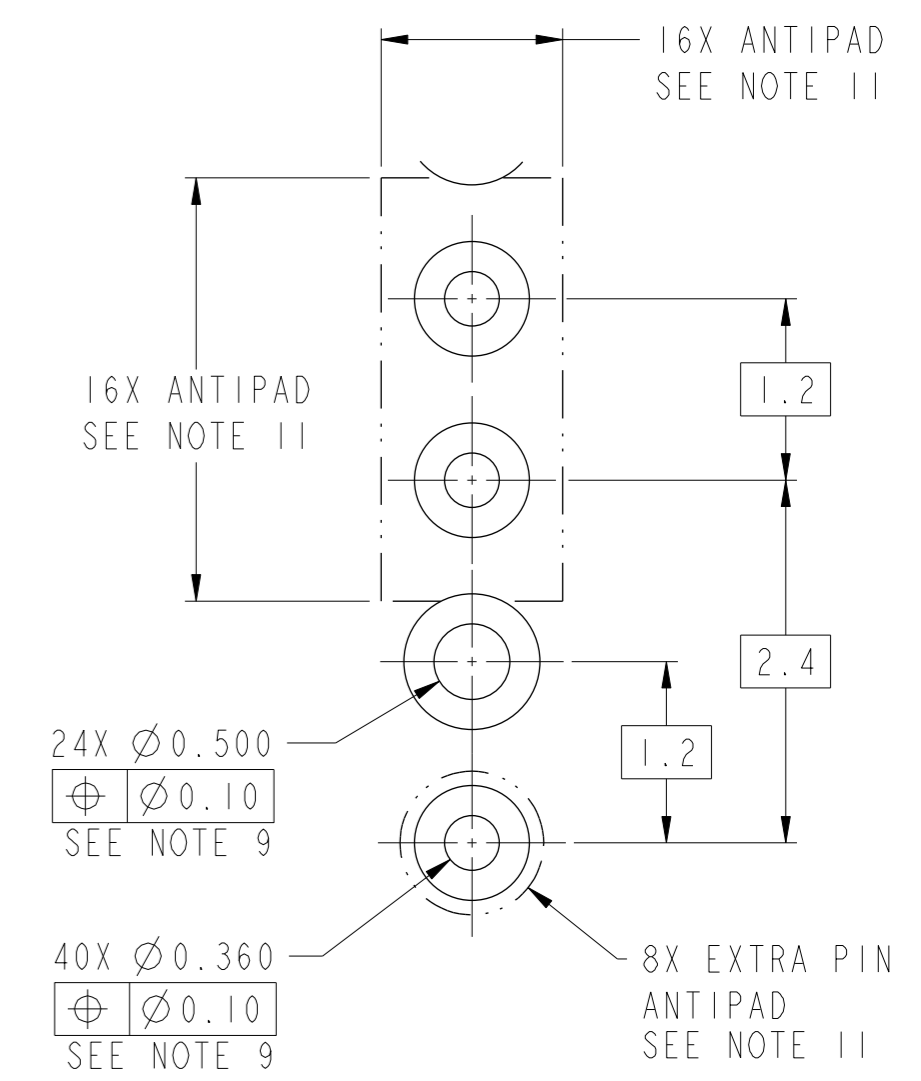 16X ANTIPAD
SEE NOTE 11
16X ANTIPAD
SEE NOTE 11
1.2
2.4
1.2
24X ∅0.500
⌖ ∅0.10
SEE NOTE 9
40X ∅0.360
⌖ ∅0.10
SEE NOTE 9
8X EXTRA PIN
ANTIPAD
SEE NOTE 11